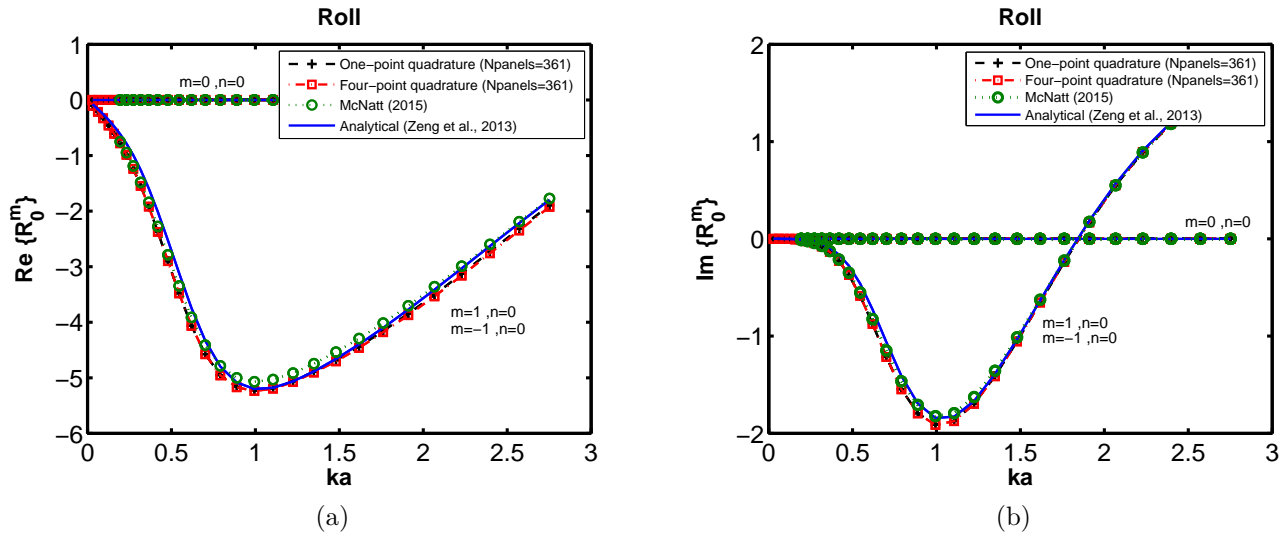 Roll
1
0
−1
−2
−3
−4
−5
−6
Re {R₀ᵐ}
0
0.5
1
1.5
2
2.5
3
ka
One−point quadrature (Npanels=361)
Four−point quadrature (Npanels=361)
McNatt (2015)
Analytical (Zeng et al., 2013)
m=0 ,n=0
m=1 ,n=0
m=−1 ,n=0
(a)
Roll
2
1
0
−1
−2
Im {R₀ᵐ}
0
0.5
1
1.5
2
2.5
3
ka
One−point quadrature (Npanels=361)
Four−point quadrature (Npanels=361)
McNatt (2015)
Analytical (Zeng et al., 2013)
m=0 ,n=0
m=1 ,n=0
m=−1 ,n=0
(b)